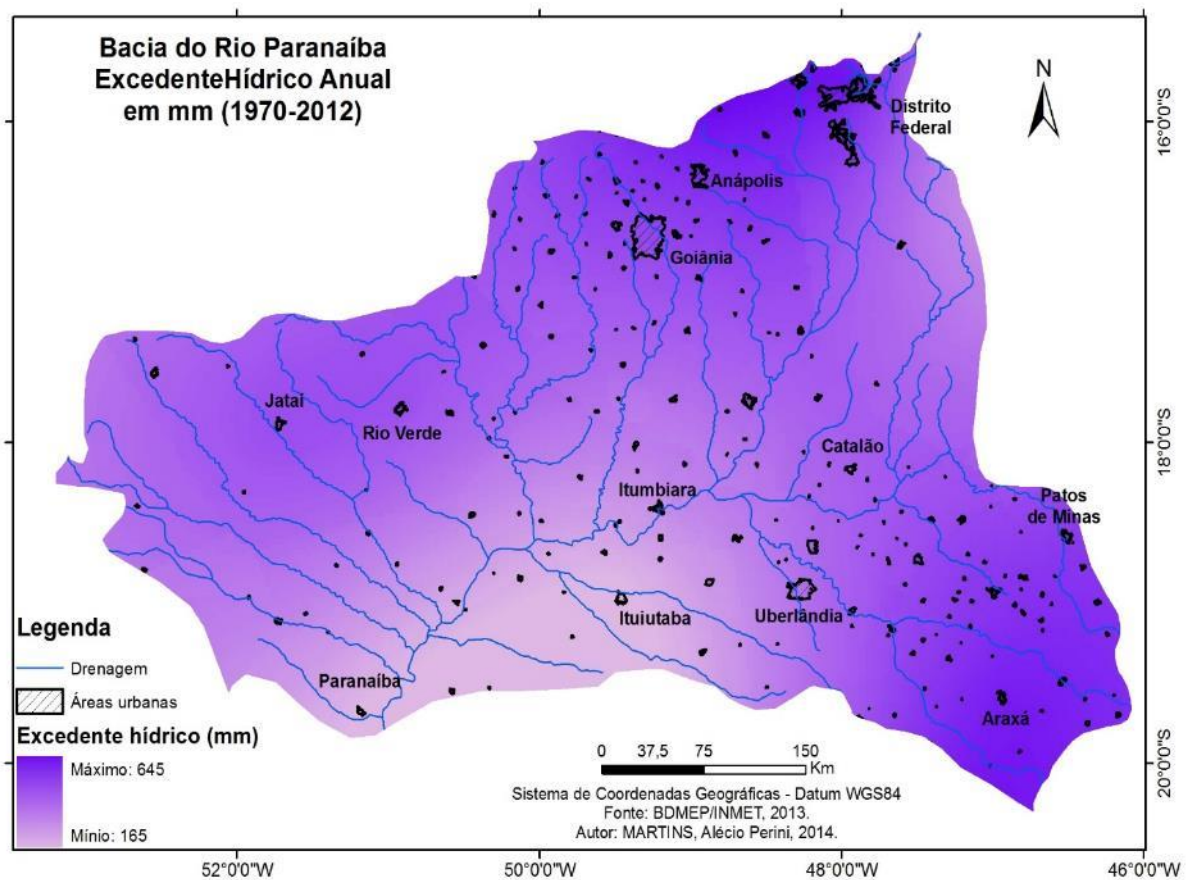 Bacia do Rio Paranaíba
ExcedenteHídrico Anual
em mm (1970-2012)
N
Distrito
Federal
16°0'0"S
Anápolis
Goiânia
Jatai
Rio Verde
Catalão
18°0'0"S
Itumbiara
Patos
de Minas
Ituiutaba
Uberlândia
Paranaíba
Araxá
Legenda
Drenagem
Áreas urbanas
Excedente hídrico (mm)
Máximo: 645
Mínio: 165
0 37,5 75 150
Km
Sistema de Coordenadas Geográficas - Datum WGS84
Fonte: BDMEP/INMET, 2013.
Autor: MARTINS, Alécio Perini, 2014.
20°0'0"S
52°0'0"W 50°0'0"W 48°0'0"W 46°0'0"W